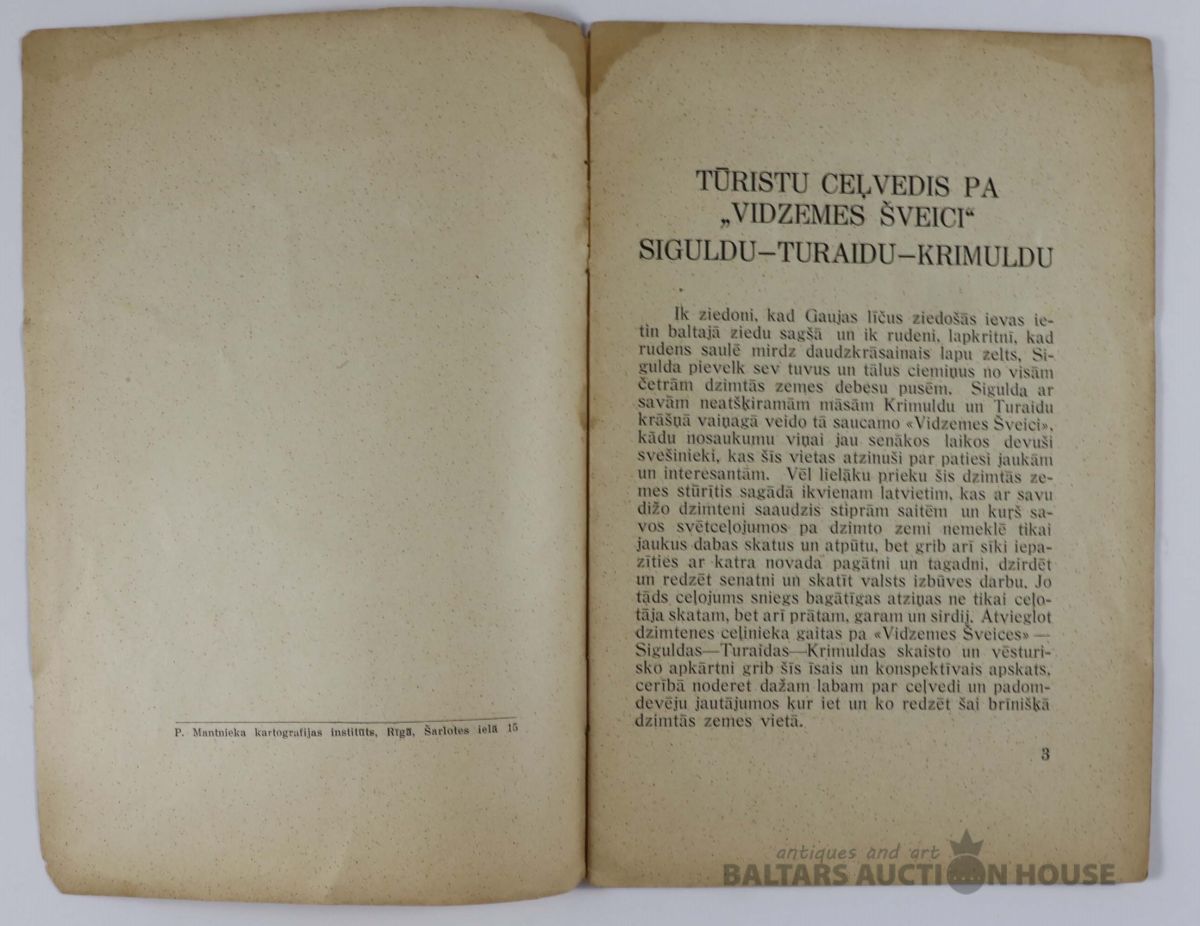 P. Mantnieka kartografijas institūts, Rīgā, Šarlotes ielā 15
TŪRISTU CEĻVEDIS PA
„VIDZEMES ŠVEICI“
SIGULDU—TURAIDU—KRIMULDU
Ik ziedoni, kad Gaujas līčus ziedošās ievas ie-
tin baltajā ziedu sagšā un ik rudeni, lapkritnī, kad
rudens saulē mirdz daudzkrāsainais lapu zelts, Si-
gulda pievelk sev tuvus un tālus ciemiņus no visām
četrām dzimtās zemes debesu pusēm. Sigulda ar
savām neatšķiramām māsām Krimuldu un Turaidu
krāšņā vaiņagā veido tā saucamo «Vidzemes Šveici»,
kādu nosaukumu viņai jau senākos laikos devuši
svešinieki, kas šīs vietas atzinuši par patiesi jaukām
un interesantām. Vēl lielāku prieku šis dzimtās ze-
mes stūrītis sagādā ikvienam latvietim, kas ar savu
dižo dzimteni saaudzis stiprām saitēm un kuŗš sa-
vos svētceļojumos pa dzimto zemi nemeklē tikai
jaukus dabas skatus un atpūtu, bet grib arī sīki iepa-
zīties ar katra novada pagātni un tagadni, dzirdēt
un redzēt senatni un skatīt valsts izbūves darbu. Jo
tāds ceļojums sniegs bagātīgas atziņas ne tikai ceļo-
tāja skatam, bet arī prātam, garam un sirdij. Atvieglot
dzimtenes ceļinieka gaitas pa «Vidzemes Šveices» —
Siguldas—Turaidas—Krimuldas skaisto un vēsturi-
sko apkārtni grib šīs īsais un konspektīvais apskats,
cerībā noderet dažam labam par ceļvedi un padom-
devēju jautājumos kur iet un ko redzēt šai brīnišķā
dzimtās zemes vietā.
3
antiques and art
BALTARS AUCTION HOUSE